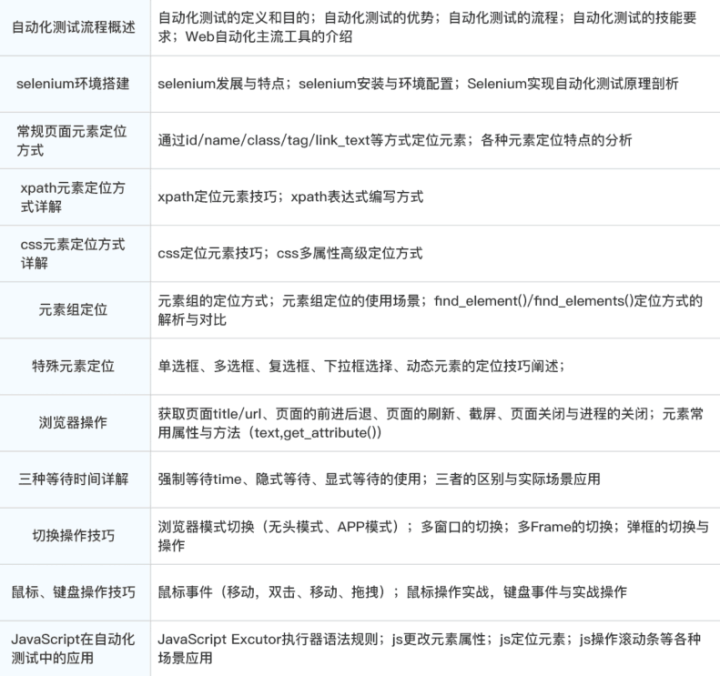 自动化测试流程概述
自动化测试的定义和目的；自动化测试的优势；自动化测试的流程；自动化测试的技能要
求；Web自动化主流工具的介绍
selenium环境搭建
selenium发展与特点；selenium安装与环境配置；Selenium实现自动化测试原理剖析
常规页面元素定位
方式
通过id/name/class/tag/link_text等方式定位元素；各种元素定位特点的分析
xpath元素定位方
式详解
xpath定位元素技巧；xpath表达式编写方式
css元素定位方式
详解
css定位元素技巧；css多属性高级定位方式
元素组定位
元素组的定位方式；元素组定位的使用场景；find_element()/find_elements()定位方式的
解析与对比
特殊元素定位
单选框、多选框、复选框、下拉框选择、动态元素的定位技巧阐述；
浏览器操作
获取页面title/url、页面的前进后退、页面的刷新、截屏、页面关闭与进程的关闭；元素常
用属性与方法（text,get_attribute()）
三种等待时间详解
强制等待time、隐式等待、显式等待的使用；三者的区别与实际场景应用
切换操作技巧
浏览器模式切换（无头模式、APP模式）；多窗口的切换；多Frame的切换；弹框的切换与
操作
鼠标、键盘操作技巧
鼠标事件（移动，双击、移动、拖拽）；鼠标操作实战，键盘事件与实战操作
JavaScript在自动化
测试中的应用
JavaScript Excutor执行器语法规则；js更改元素属性；js定位元素；js操作滚动条等各种
场景应用